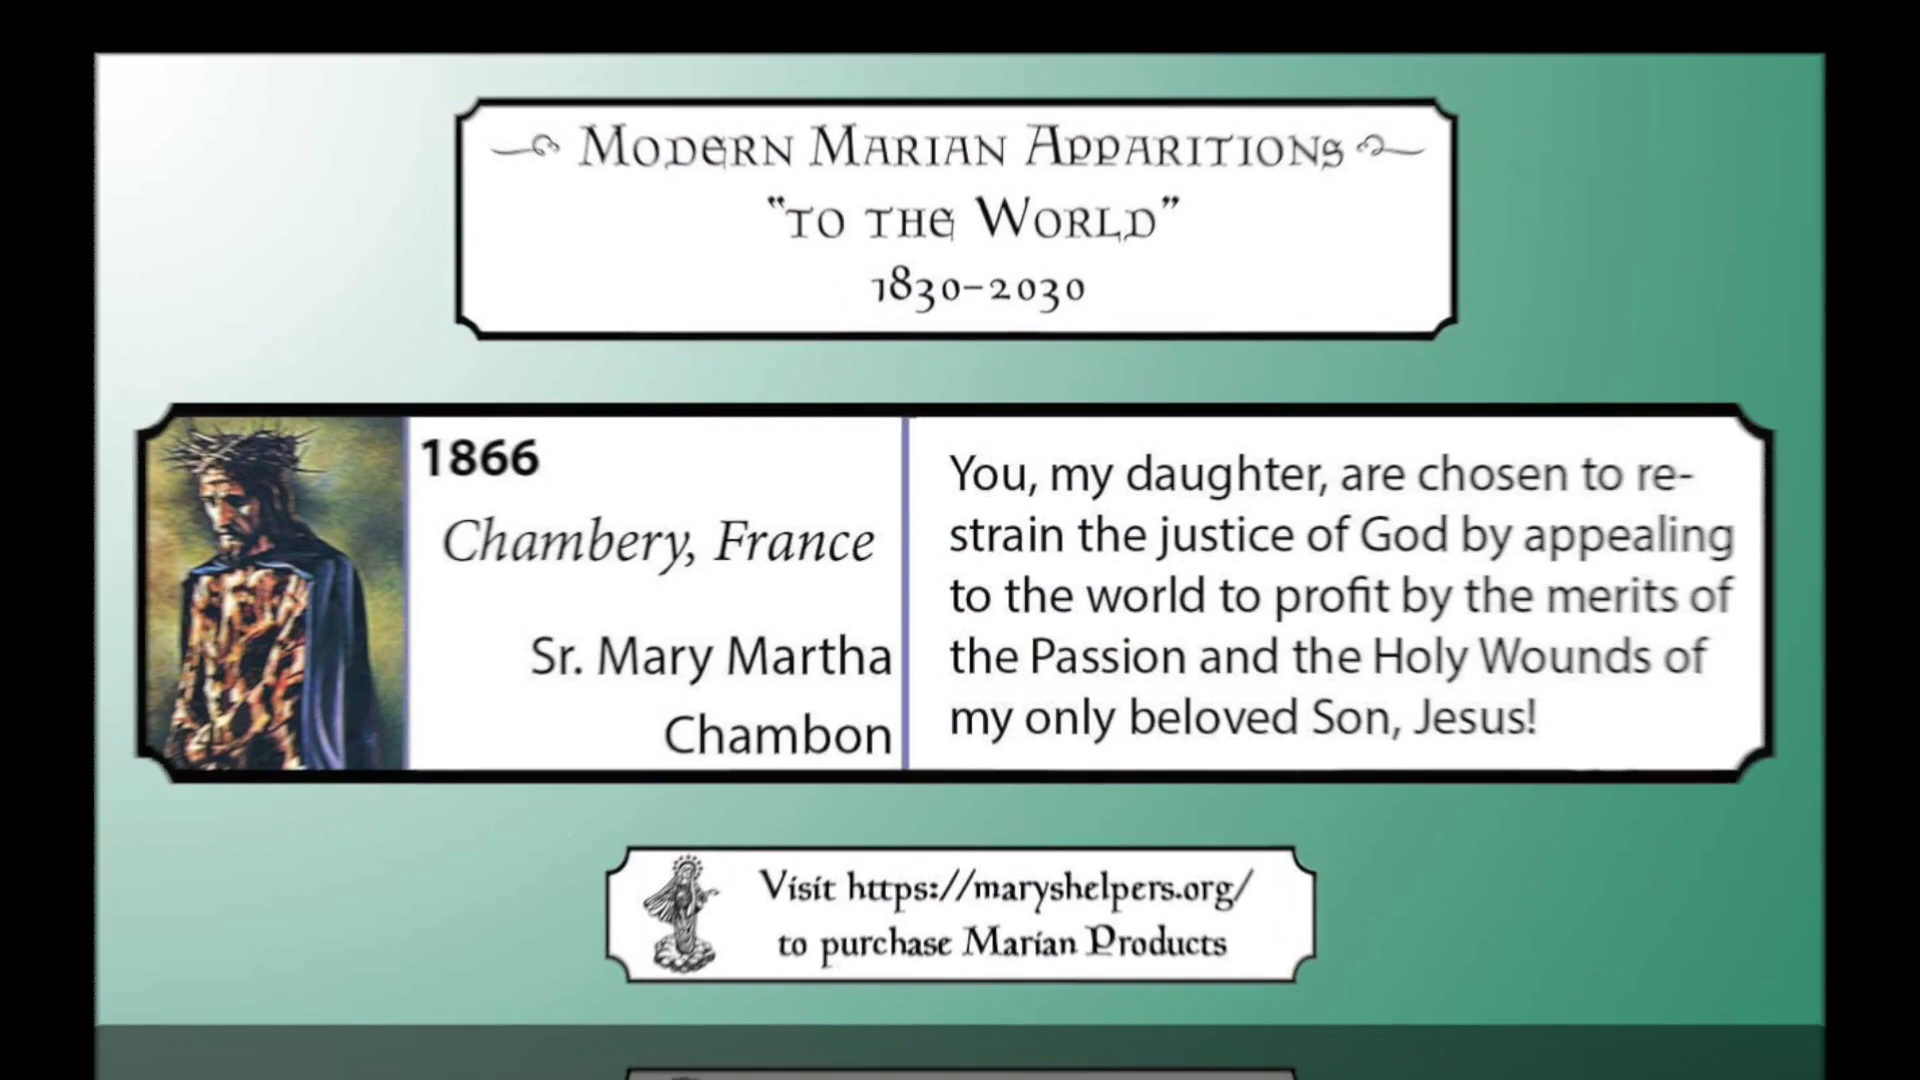 Modern Marian Apparitions
"to the World"
1830–2030
1866
Chambery, France
Sr. Mary Martha
Chambon
You, my daughter, are chosen to re-
strain the justice of God by appealing
to the world to profit by the merits of
the Passion and the Holy Wounds of
my only beloved Son, Jesus!
Visit https://maryshelpers.org/
to purchase Marian Products